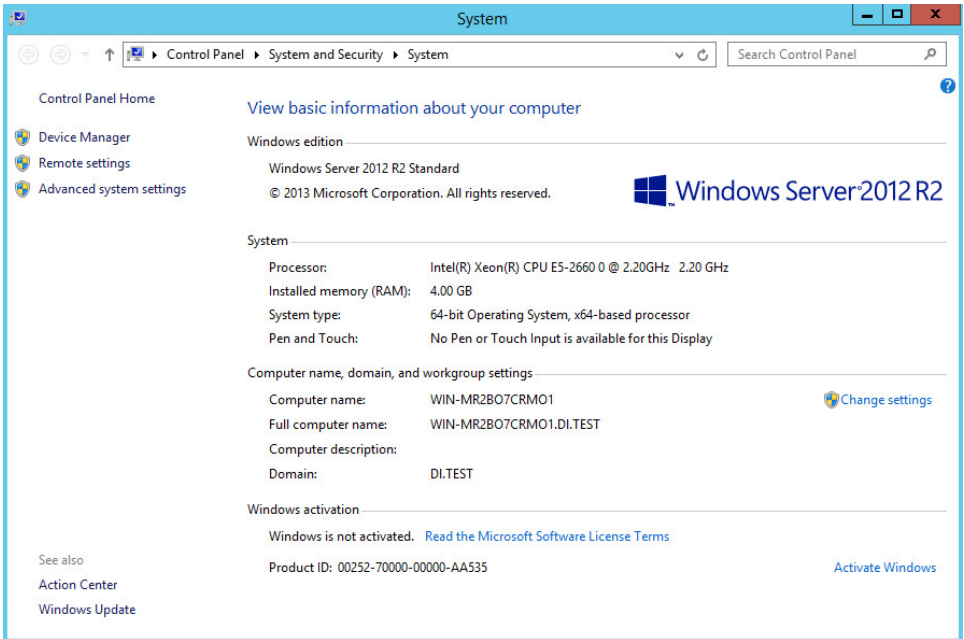 System
Control Panel System and Security System
Search Control Panel
Control Panel Home
Device Manager
Remote settings
Advanced system settings
View basic information about your computer
Windows edition
Windows Server 2012 R2 Standard
© 2013 Microsoft Corporation. All rights reserved.
Windows Server 2012 R2
System
Processor: Intel(R) Xeon(R) CPU E5-2660 0 @ 2.20GHz 2.20 GHz
Installed memory (RAM): 4.00 GB
System type: 64-bit Operating System, x64-based processor
Pen and Touch: No Pen or Touch Input is available for this Display
Computer name, domain, and workgroup settings
Computer name: WIN-MR2BO7CRMO1
Change settings
Full computer name: WIN-MR2BO7CRMO1.DI.TEST
Computer description:
Domain: DI.TEST
Windows activation
Windows is not activated. Read the Microsoft Software License Terms
Product ID: 00252-70000-00000-AA535
Activate Windows
See also
Action Center
Windows Update